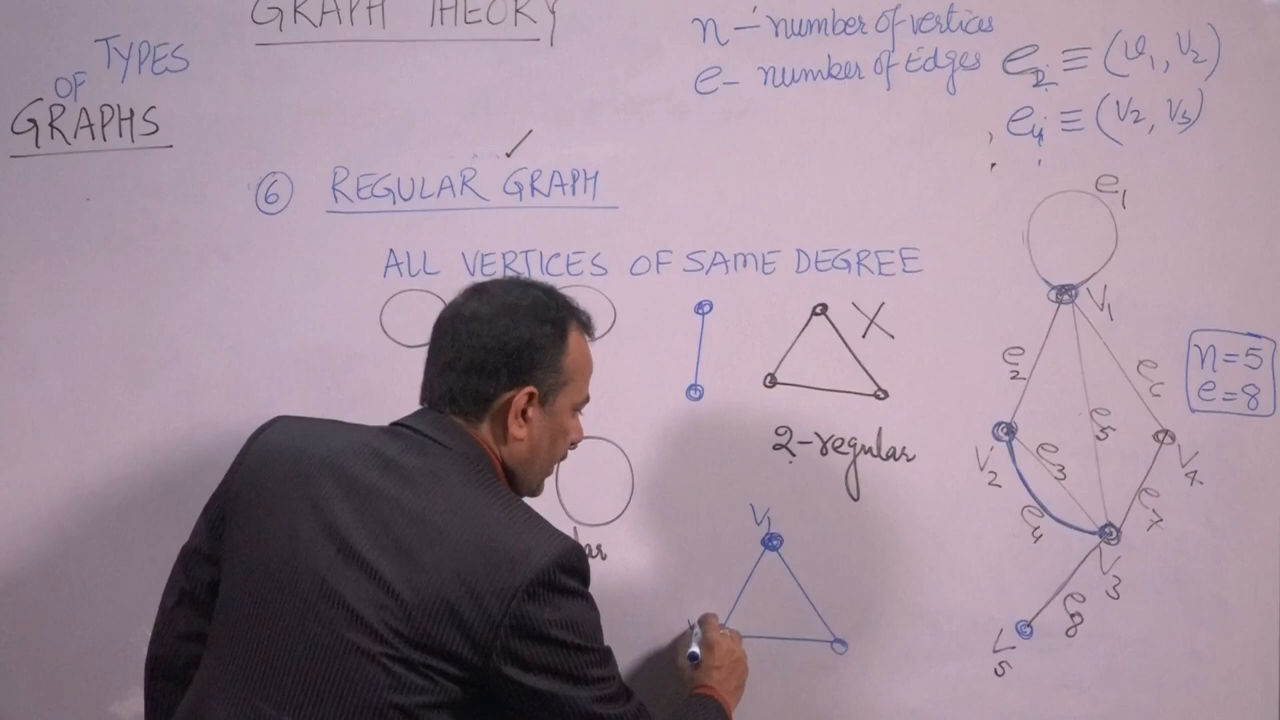 GRAPH THEORY
TYPES
OF
GRAPHS
n - number of vertices
e - number of Edges
e2 ≡ (v1, v2)
e4 ≡ (v2, v3)
⑥ REGULAR GRAPH
ALL VERTICES OF SAME DEGREE
2-regular
v1
e1
v1
e2
e6
e5
n=5
e=8
v2
e3
v4
e4
e7
v3
e8
v5